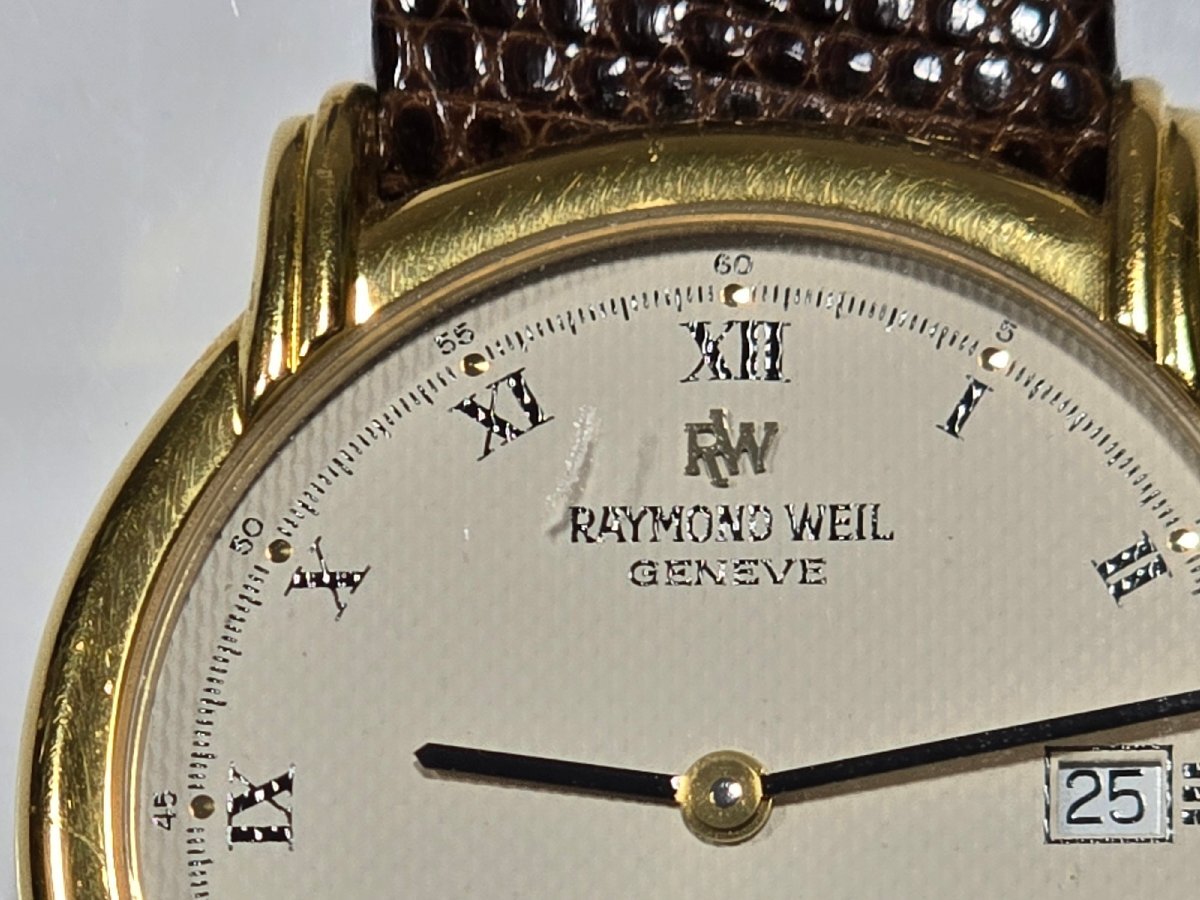 60
55 5
XII
XI I
RW
50
RAYMOND WEIL
X II
GENEVE
45 IX 25